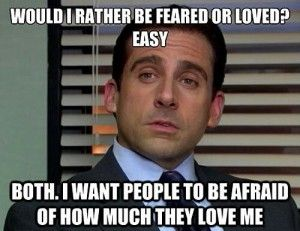 WOULD I RATHER BE FEARED OR LOVED?
EASY
BOTH. I WANT PEOPLE TO BE AFRAID
OF HOW MUCH THEY LOVE ME